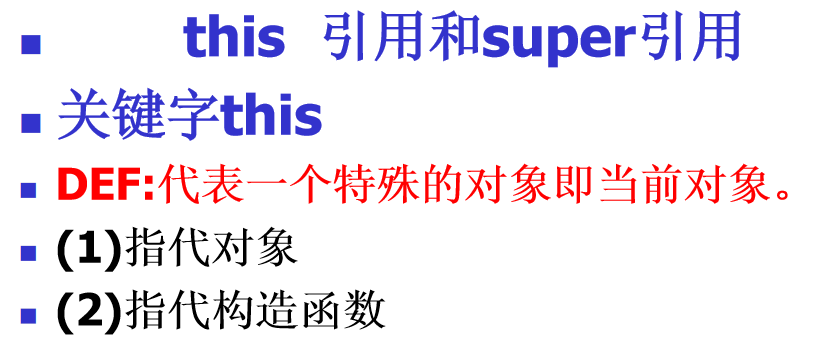 this 引用和super引用
关键字this
DEF:代表一个特殊的对象即当前对象。
(1)指代对象
(2)指代构造函数